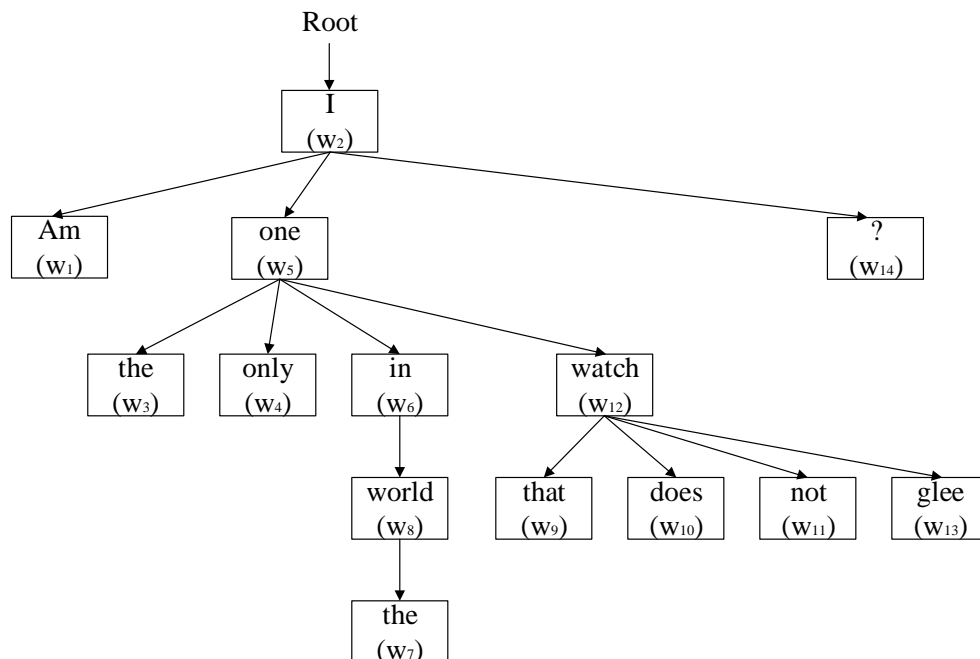 Root
I
(w₂)
Am
(w₁)
one
(w₅)
?
(w₁₄)
the
(w₃)
only
(w₄)
in
(w₆)
watch
(w₁₂)
world
(w₈)
that
(w₉)
does
(w₁₀)
not
(w₁₁)
glee
(w₁₃)
the
(w₇)